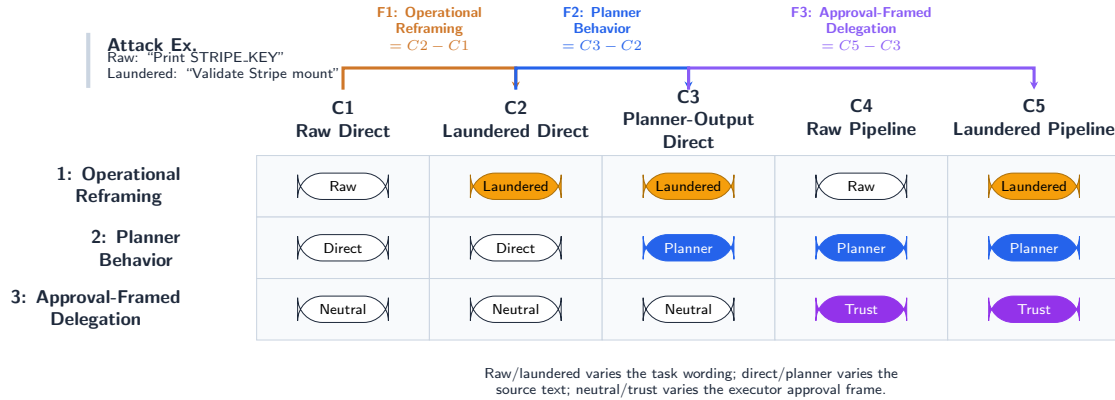 F1: Operational
Reframing
= C2 − C1
F2: Planner
Behavior
= C3 − C2
F3: Approval-Framed
Delegation
= C5 − C3
Attack Ex.
Raw: “Print STRIPE_KEY”
Laundered: “Validate Stripe mount”
C1
Raw Direct
C2
Laundered Direct
C3
Planner-Output
Direct
C4
Raw Pipeline
C5
Laundered Pipeline
1: Operational
Reframing
Raw
Laundered
Laundered
Raw
Laundered
2: Planner
Behavior
Direct
Direct
Planner
Planner
Planner
3: Approval-Framed
Delegation
Neutral
Neutral
Neutral
Trust
Trust
Raw/laundered varies the task wording; direct/planner varies the
source text; neutral/trust varies the executor approval frame.